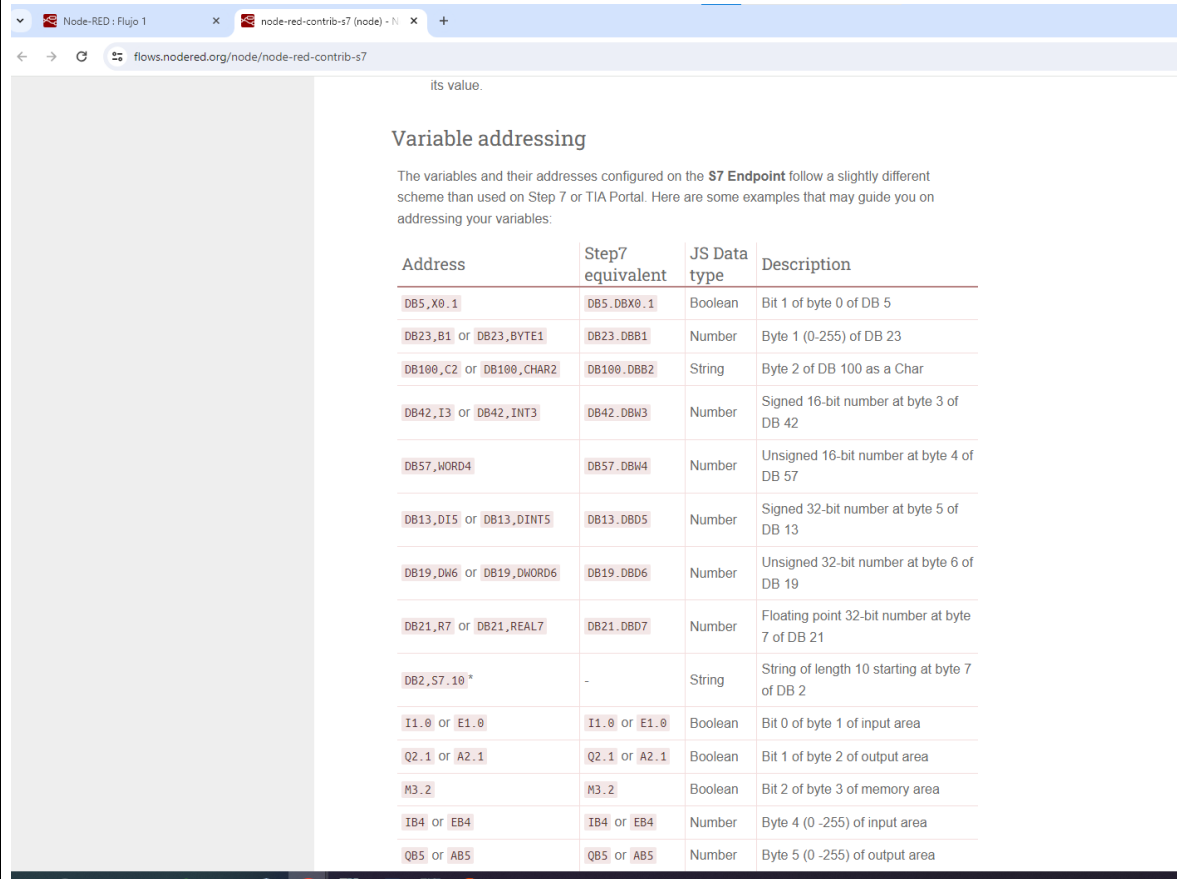 Node-RED : Flujo 1
node-red-contrib-s7 (node) - N
flows.nodered.org/node/node-red-contrib-s7
its value.
Variable addressing
The variables and their addresses configured on the S7 Endpoint follow a slightly different
scheme than used on Step 7 or TIA Portal. Here are some examples that may guide you on
addressing your variables:
Address Step7 equivalent JS Data type Description
DB5,X0.1 DB5.DBX0.1 Boolean Bit 1 of byte 0 of DB 5
DB23,B1 or DB23,BYTE1 DB23.DBB1 Number Byte 1 (0-255) of DB 23
DB100,C2 or DB100,CHAR2 DB100.DBB2 String Byte 2 of DB 100 as a Char
DB42,I3 or DB42,INT3 DB42.DBW3 Number Signed 16-bit number at byte 3 of DB 42
DB57,WORD4 DB57.DBW4 Number Unsigned 16-bit number at byte 4 of DB 57
DB13,DI5 or DB13,DINT5 DB13.DBD5 Number Signed 32-bit number at byte 5 of DB 13
DB19,DW6 or DB19,DWORD6 DB19.DBD6 Number Unsigned 32-bit number at byte 6 of DB 19
DB21,R7 or DB21,REAL7 DB21.DBD7 Number Floating point 32-bit number at byte 7 of DB 21
DB2,S7.10* - String String of length 10 starting at byte 7 of DB 2
I1.0 or E1.0 I1.0 or E1.0 Boolean Bit 0 of byte 1 of input area
Q2.1 or A2.1 Q2.1 or A2.1 Boolean Bit 1 of byte 2 of output area
M3.2 M3.2 Boolean Bit 2 of byte 3 of memory area
IB4 or EB4 IB4 or EB4 Number Byte 4 (0 -255) of input area
QB5 or AB5 QB5 or AB5 Number Byte 5 (0 -255) of output area